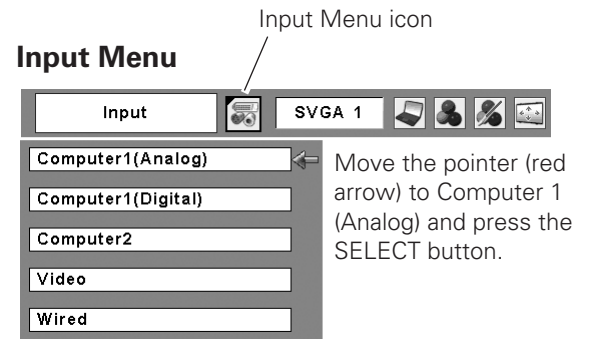 Input Menu icon
Input Menu
Input
SVGA 1
Computer1(Analog)
Computer1(Digital)
Computer2
Video
Wired
Move the pointer (red
arrow) to Computer 1
(Analog) and press the
SELECT button.